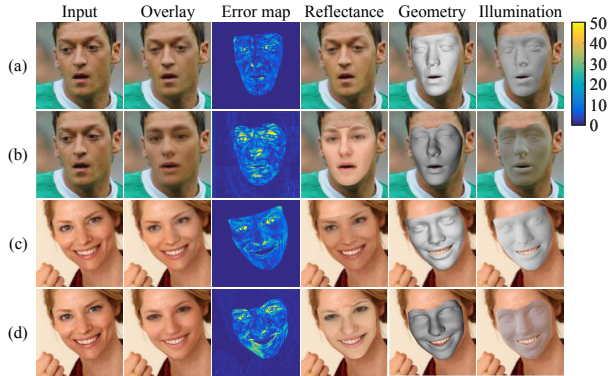 Input Overlay Error map Reflectance Geometry Illumination
50
40
30
20
10
0
(a)
(b)
(c)
(d)